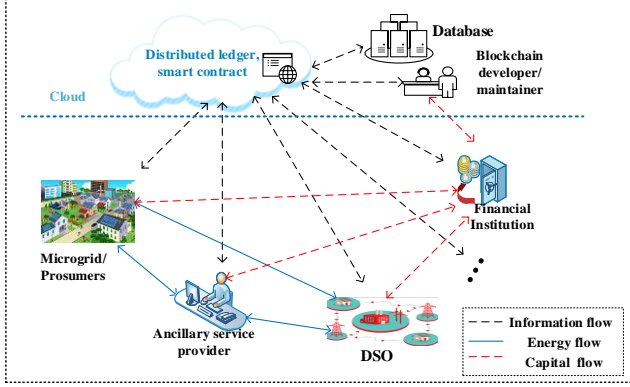 Database
Distributed ledger,
smart contract
Blockchain
developer/
maintainer
Cloud
Financial
Institution
Microgrid/
Prosumers
Ancillary service
provider
DSO
Information flow
Energy flow
Capital flow